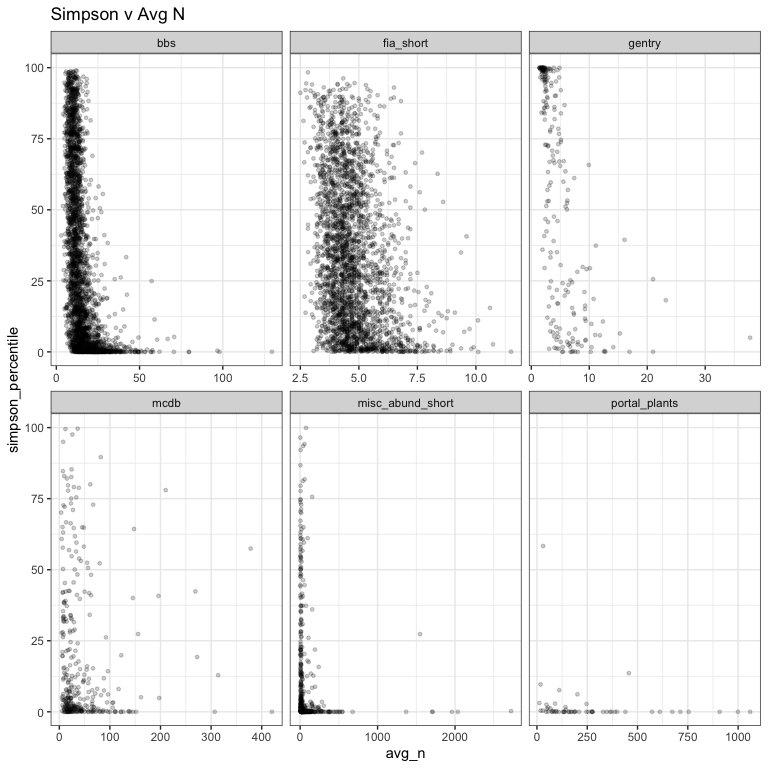 Simpson v Avg N
bbs fia_short gentry
100
75
50
25
0
0 50 100 2.5 5.0 7.5 10.0 0 10 20 30
mcdb misc_abund_short portal_plants
100
75
50
25
0
0 100 200 300 400 0 1000 2000 0 250 500 750 1000
simpson_percentile
avg_n